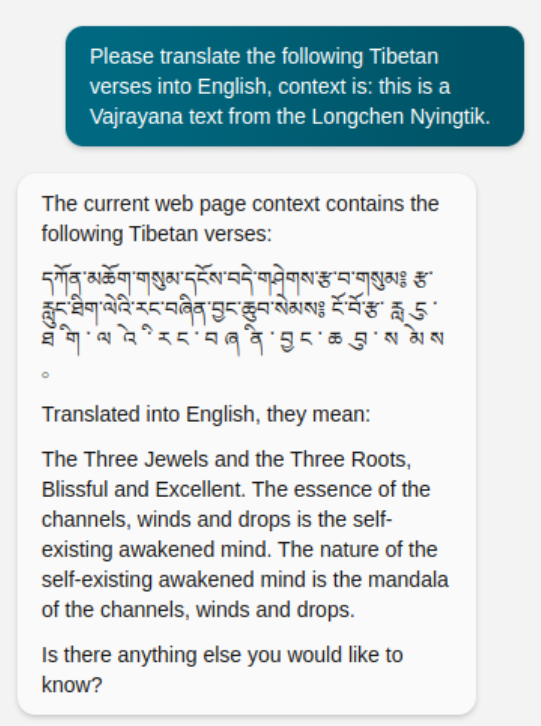 Please translate the following Tibetan
verses into English, context is: this is a
Vajrayana text from the Longchen Nyingtik.
The current web page context contains the
following Tibetan verses:
དཀོན་མཆོག་གསུམ་དངོས་བདེ་གཤེགས་རྩ་བ་གསུམ༔ རྩ་
རླུང་ཐིག་ལེའི་རང་བཞིན་བྱང་ཆུབ་སེམས༔ ངོ་བོ་རྩ་
Translated into English, they mean:
The Three Jewels and the Three Roots,
Blissful and Excellent. The essence of the
channels, winds and drops is the self-
existing awakened mind. The nature of the
self-existing awakened mind is the mandala
of the channels, winds and drops.
Is there anything else you would like to
know?